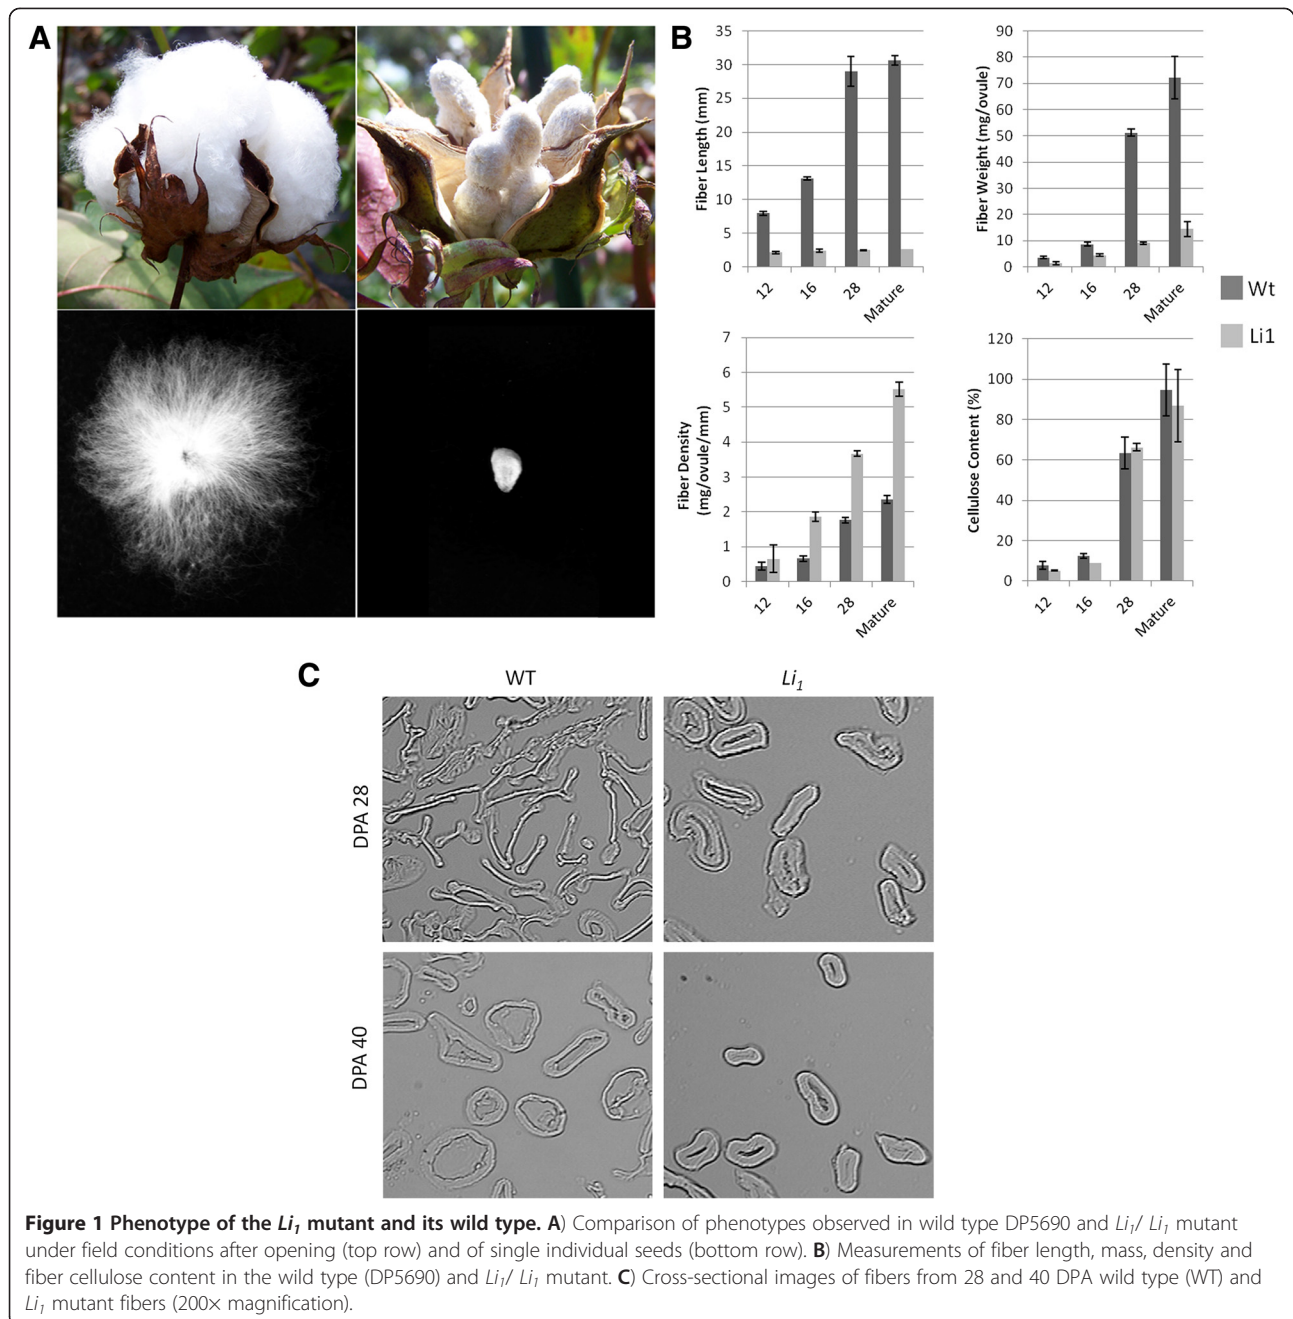 A
B
Fiber Length (mm)
35
30
25
20
15
10
5
0
12
16
28
Mature
Fiber Weight (mg/ovule)
90
80
70
60
50
40
30
20
10
0
12
16
28
Mature
Wt
Li1
Fiber Density
(mg/ovule/mm)
7
6
5
4
3
2
1
0
12
16
28
Mature
Cellulose Content (%)
120
100
80
60
40
20
0
12
16
28
Mature
C
WT
Li1
DPA 28
DPA 40
Figure 1 Phenotype of the Li1 mutant and its wild type. A) Comparison of phenotypes observed in wild type DP5690 and Li1/ Li1 mutant
under field conditions after opening (top row) and of single individual seeds (bottom row). B) Measurements of fiber length, mass, density and
fiber cellulose content in the wild type (DP5690) and Li1/ Li1 mutant. C) Cross-sectional images of fibers from 28 and 40 DPA wild type (WT) and
Li1 mutant fibers (200× magnification).